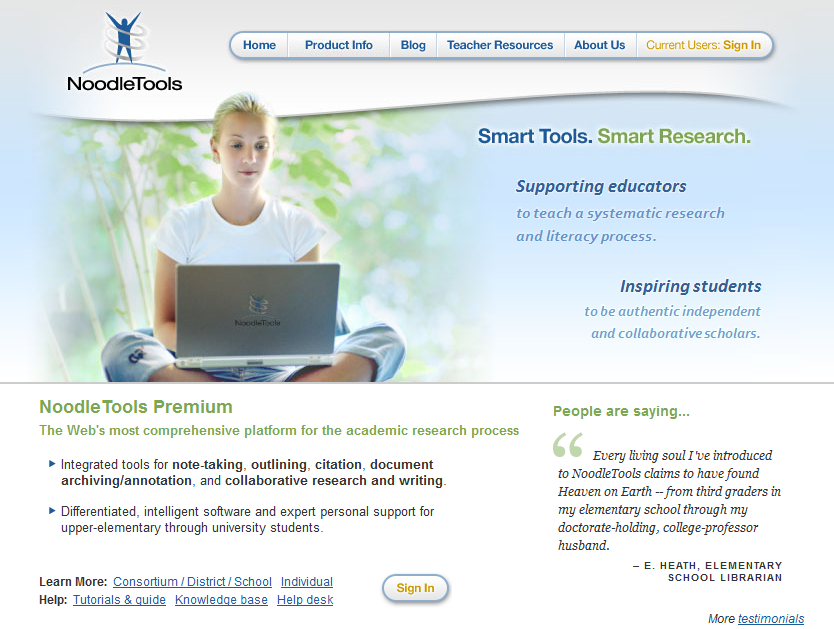 NoodleTools
Home Product Info Blog Teacher Resources About Us Current Users: Sign In
Smart Tools. Smart Research.
Supporting educators
to teach a systematic research
and literacy process.
Inspiring students
to be authentic independent
and collaborative scholars.
NoodleTools
NoodleTools Premium
The Web's most comprehensive platform for the academic research process
Integrated tools for note-taking, outlining, citation, document
archiving/annotation, and collaborative research and writing.
Differentiated, intelligent software and expert personal support for
upper-elementary through university students.
Learn More: Consortium / District / School Individual
Help: Tutorials & guide Knowledge base Help desk
Sign In
People are saying...
“ Every living soul I've introduced
to NoodleTools claims to have found
Heaven on Earth -- from third graders in
my elementary school through my
doctorate-holding, college-professor
husband.
– E. HEATH, ELEMENTARY
SCHOOL LIBRARIAN
More testimonials